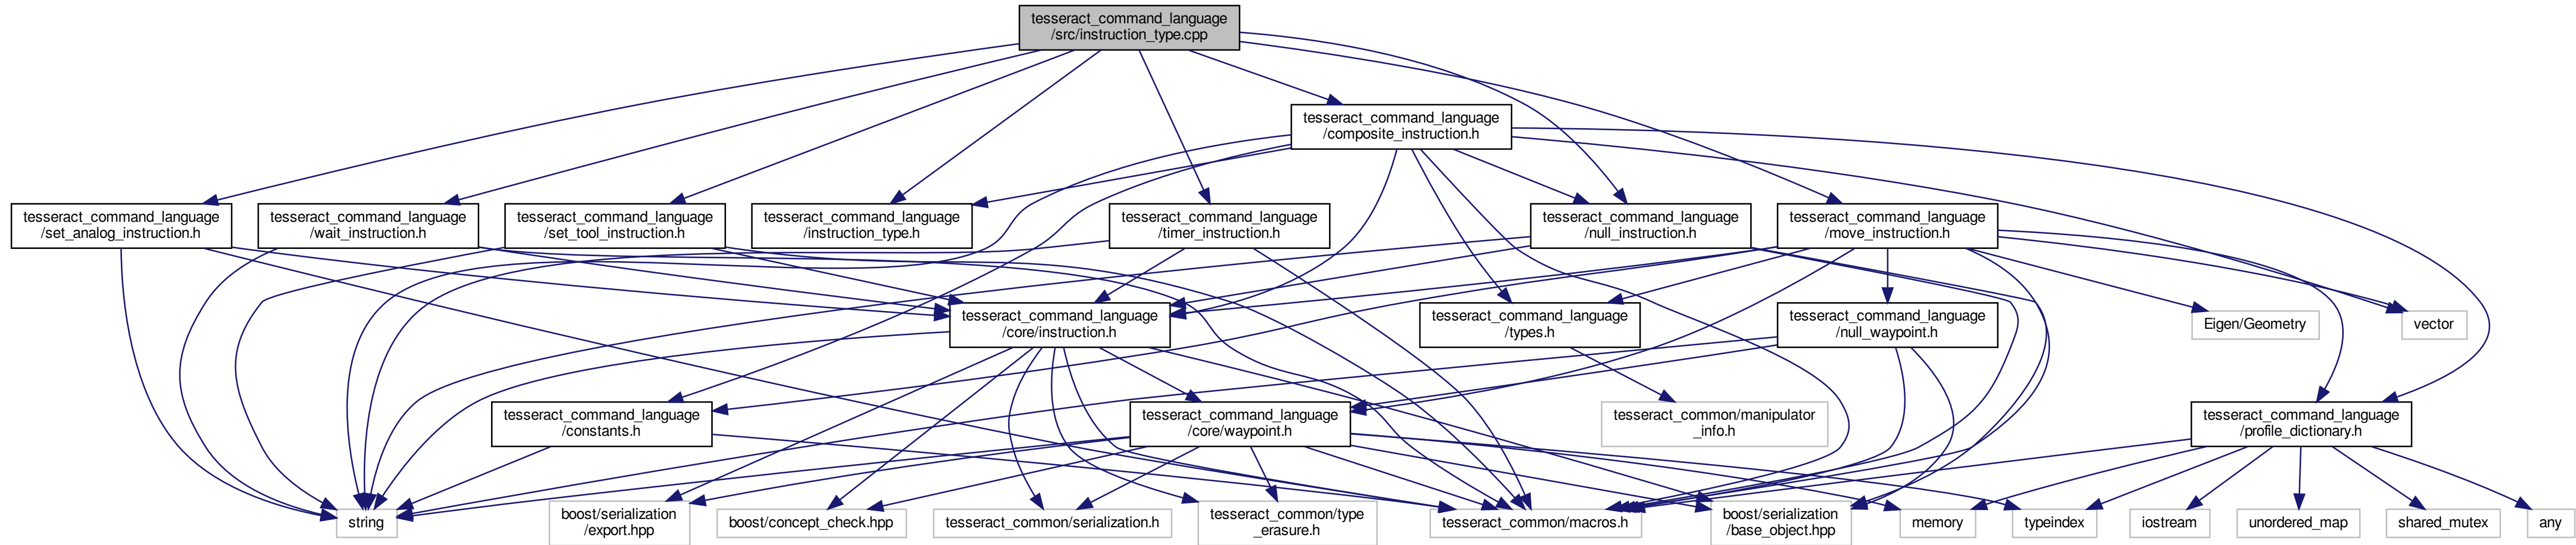 tesseract_command_language
/src/instruction_type.cpp
tesseract_command_language
/composite_instruction.h
tesseract_command_language
/set_analog_instruction.h
tesseract_command_language
/wait_instruction.h
tesseract_command_language
/set_tool_instruction.h
tesseract_command_language
/instruction_type.h
tesseract_command_language
/timer_instruction.h
tesseract_command_language
/null_instruction.h
tesseract_command_language
/move_instruction.h
tesseract_command_language
/core/instruction.h
tesseract_command_language
/types.h
tesseract_command_language
/null_waypoint.h
Eigen/Geometry
vector
tesseract_command_language
/constants.h
tesseract_command_language
/core/waypoint.h
tesseract_common/manipulator
_info.h
tesseract_command_language
/profile_dictionary.h
string
boost/serialization
/export.hpp
boost/concept_check.hpp
tesseract_common/serialization.h
tesseract_common/type
_erasure.h
tesseract_common/macros.h
boost/serialization
/base_object.hpp
memory
typeindex
iostream
unordered_map
shared_mutex
any